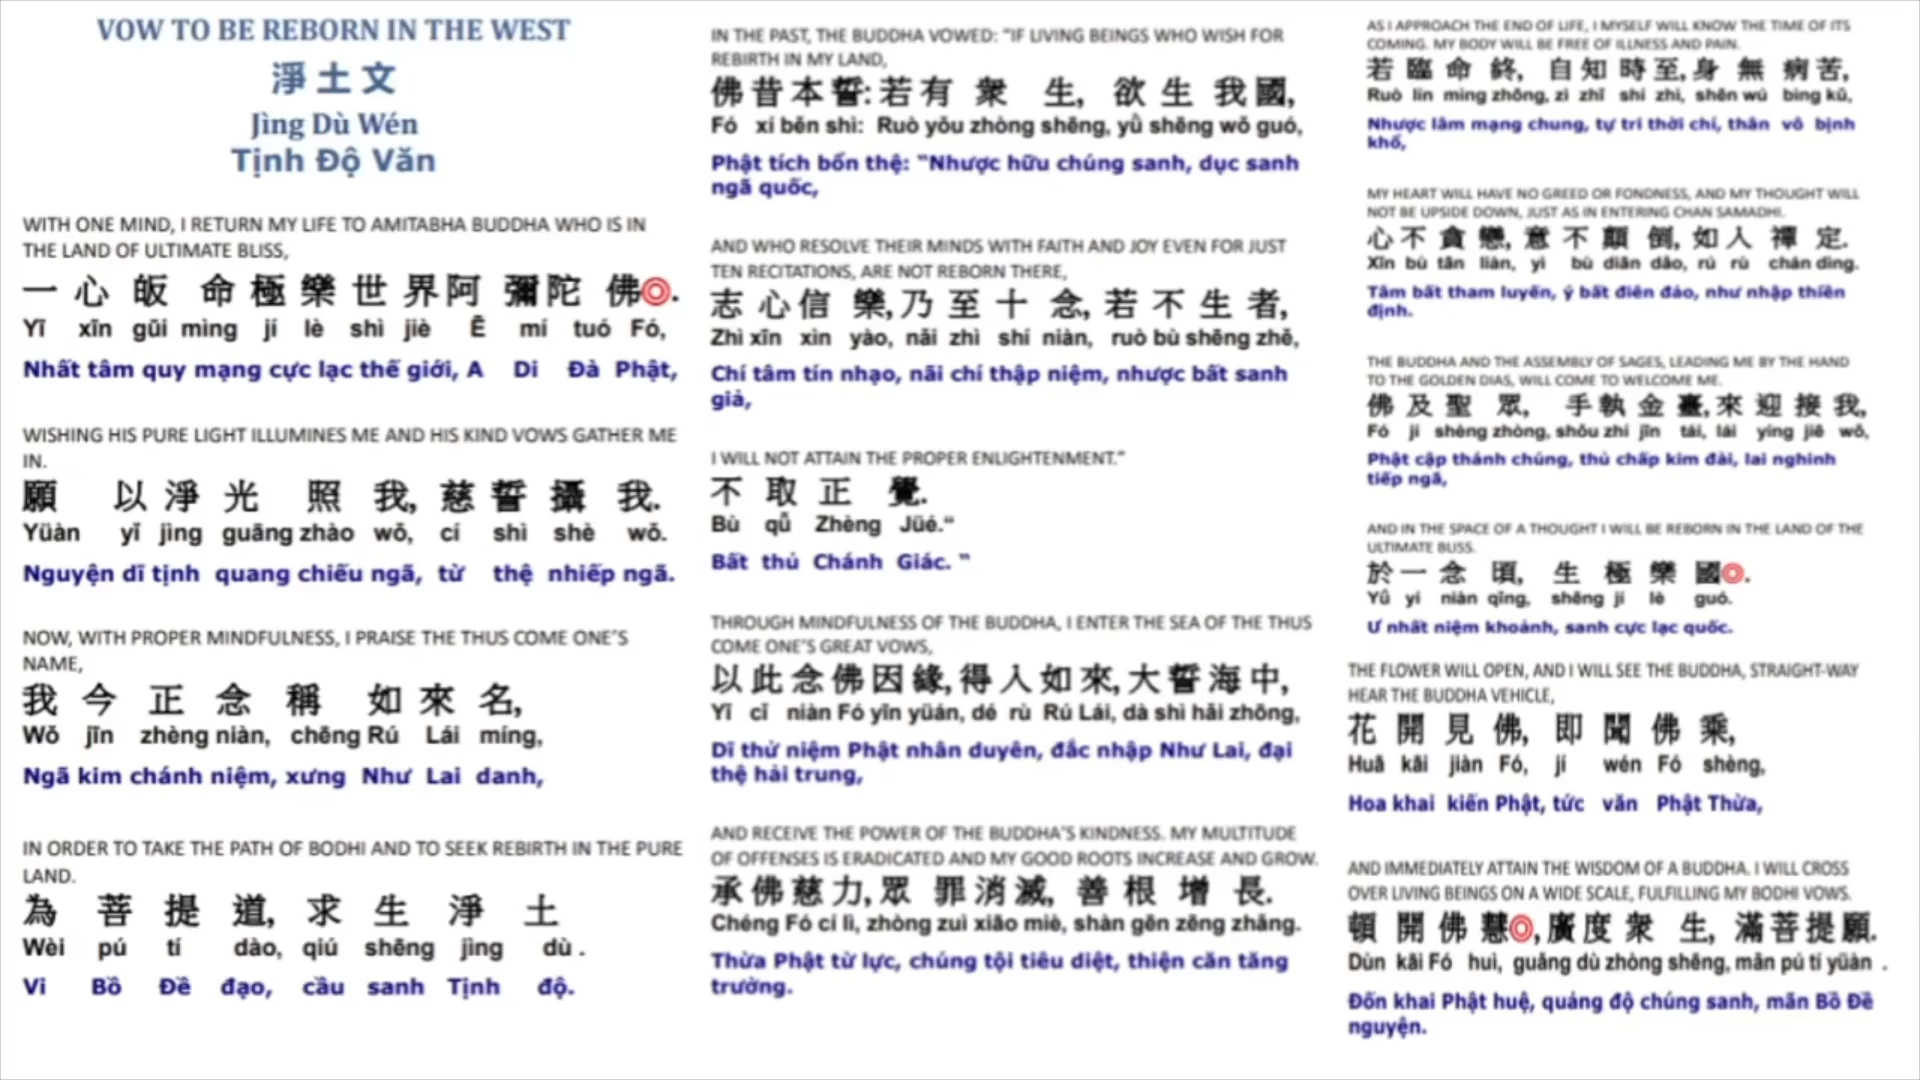 VOW TO BE REBORN IN THE WEST
淨土文
Jìng Dù Wén
Tịnh Độ Văn
WITH ONE MIND, I RETURN MY LIFE TO AMITABHA BUDDHA WHO IS IN
THE LAND OF ULTIMATE BLISS,
一心皈命極樂世界阿彌陀佛◎.
Yī xīn gūi mìng jí lè shì jiè Ē mí tuó Fó,
Nhất tâm quy mạng cực lạc thế giới, A Di Đà Phật,
WISHING HIS PURE LIGHT ILLUMINES ME AND HIS KIND VOWS GATHER ME
IN.
願以淨光照我,慈誓攝我.
Yüàn yǐ jìng guāng zhào wǒ, cí shì shè wǒ.
Nguyện dĩ tịnh quang chiếu ngã, từ thệ nhiếp ngã.
NOW, WITH PROPER MINDFULNESS, I PRAISE THE THUS COME ONE'S
NAME,
我今正念稱如來名,
Wǒ jīn zhèng niàn, chēng Rú Lái míng,
Ngã kim chánh niệm, xưng Như Lai danh,
IN ORDER TO TAKE THE PATH OF BODHI AND TO SEEK REBIRTH IN THE PURE
LAND.
為菩提道,求生淨土
Wèi pú tí dào, qiú shēng jìng dù .
Vi Bồ Đề đạo, cầu sanh Tịnh độ.
IN THE PAST, THE BUDDHA VOWED: "IF LIVING BEINGS WHO WISH FOR
REBIRTH IN MY LAND,
佛昔本誓:若有衆生,欲生我國,
Fó xí běn shì: Ruò yǒu zhòng shēng, yǜ shēng wǒ guó,
Phật tích bổn thệ: "Nhược hữu chúng sanh, dục sanh
ngã quốc,
AND WHO RESOLVE THEIR MINDS WITH FAITH AND JOY EVEN FOR JUST
TEN RECITATIONS, ARE NOT REBORN THERE,
志心信樂,乃至十念,若不生者,
Zhì xīn xìn yào, nǎi zhì shí niàn, ruò bù shēng zhě,
Chí tâm tín nhạo, nãi chí thập niệm, nhược bất sanh
giả,
I WILL NOT ATTAIN THE PROPER ENLIGHTENMENT."
不取正覺.
Bù qǚ Zhèng Jüé."
Bất thủ Chánh Giác. "
THROUGH MINDFULNESS OF THE BUDDHA, I ENTER THE SEA OF THE THUS
COME ONE'S GREAT VOWS,
以此念佛因緣,得入如來,大誓海中,
Yǐ cǐ niàn Fó yīn yüán, dé rù Rú Lái, dà shì hǎi zhōng,
Dĩ thử niệm Phật nhân duyên, đắc nhập Như Lai, đại
thệ hải trung,
AND RECEIVE THE POWER OF THE BUDDHA'S KINDNESS. MY MULTITUDE
OF OFFENSES IS ERADICATED AND MY GOOD ROOTS INCREASE AND GROW.
承佛慈力,眾罪消滅,善根增長.
Chéng Fó cí lì, zhòng zuì xiāo miè, shàn gēn zēng zhǎng.
Thừa Phật từ lực, chúng tội tiêu diệt, thiện căn tăng
trưởng.
AS I APPROACH THE END OF LIFE, I MYSELF WILL KNOW THE TIME OF ITS
COMING. MY BODY WILL BE FREE OF ILLNESS AND PAIN.
若臨命終,自知時至,身無病苦,
Ruò lín mìng zhōng, zì zhī shí zhì, shēn wú bìng kǔ,
Nhược lâm mạng chung, tự tri thời chí, thân vô bịnh
khổ,
MY HEART WILL HAVE NO GREED OR FONDNESS, AND MY THOUGHT WILL
NOT BE UPSIDE DOWN, JUST AS IN ENTERING CHAN SAMADHI.
心不貪戀,意不顛倒,如入禪定.
Xīn bù tān liàn, yì bù diān dǎo, rú rù chán dìng.
Tâm bất tham luyến, ý bất điên đảo, như nhập thiền
định.
THE BUDDHA AND THE ASSEMBLY OF SAGES, LEADING ME BY THE HAND
TO THE GOLDEN DIAS, WILL COME TO WELCOME ME.
佛及聖眾,手執金臺,來迎接我,
Fó jí shèng zhòng, shǒu zhí jīn tái, lái yíng jiē wǒ,
Phật cập thánh chúng, thủ chấp kim đài, lai nghinh
tiếp ngã,
AND IN THE SPACE OF A THOUGHT I WILL BE REBORN IN THE LAND OF THE
ULTIMATE BLISS.
於一念頃,生極樂國◎.
Yǘ yí niàn qǐng, shēng jí lè guó.
Ư nhất niệm khoảnh, sanh cực lạc quốc.
THE FLOWER WILL OPEN, AND I WILL SEE THE BUDDHA, STRAIGHT-WAY
HEAR THE BUDDHA VEHICLE,
花開見佛,即聞佛乘,
Huā kāi jiàn Fó, jí wén Fó shèng,
Hoa khai kiến Phật, tức văn Phật Thừa,
AND IMMEDIATELY ATTAIN THE WISDOM OF A BUDDHA. I WILL CROSS
OVER LIVING BEINGS ON A WIDE SCALE, FULFILLING MY BODHI VOWS.
頓開佛慧◎,廣度衆生,滿菩提願.
Dùn kāi Fó huì, guǎng dù zhòng shēng, mǎn pú tí yüàn .
Đốn khai Phật huệ, quảng độ chúng sanh, mãn Bồ Đề
nguyện.